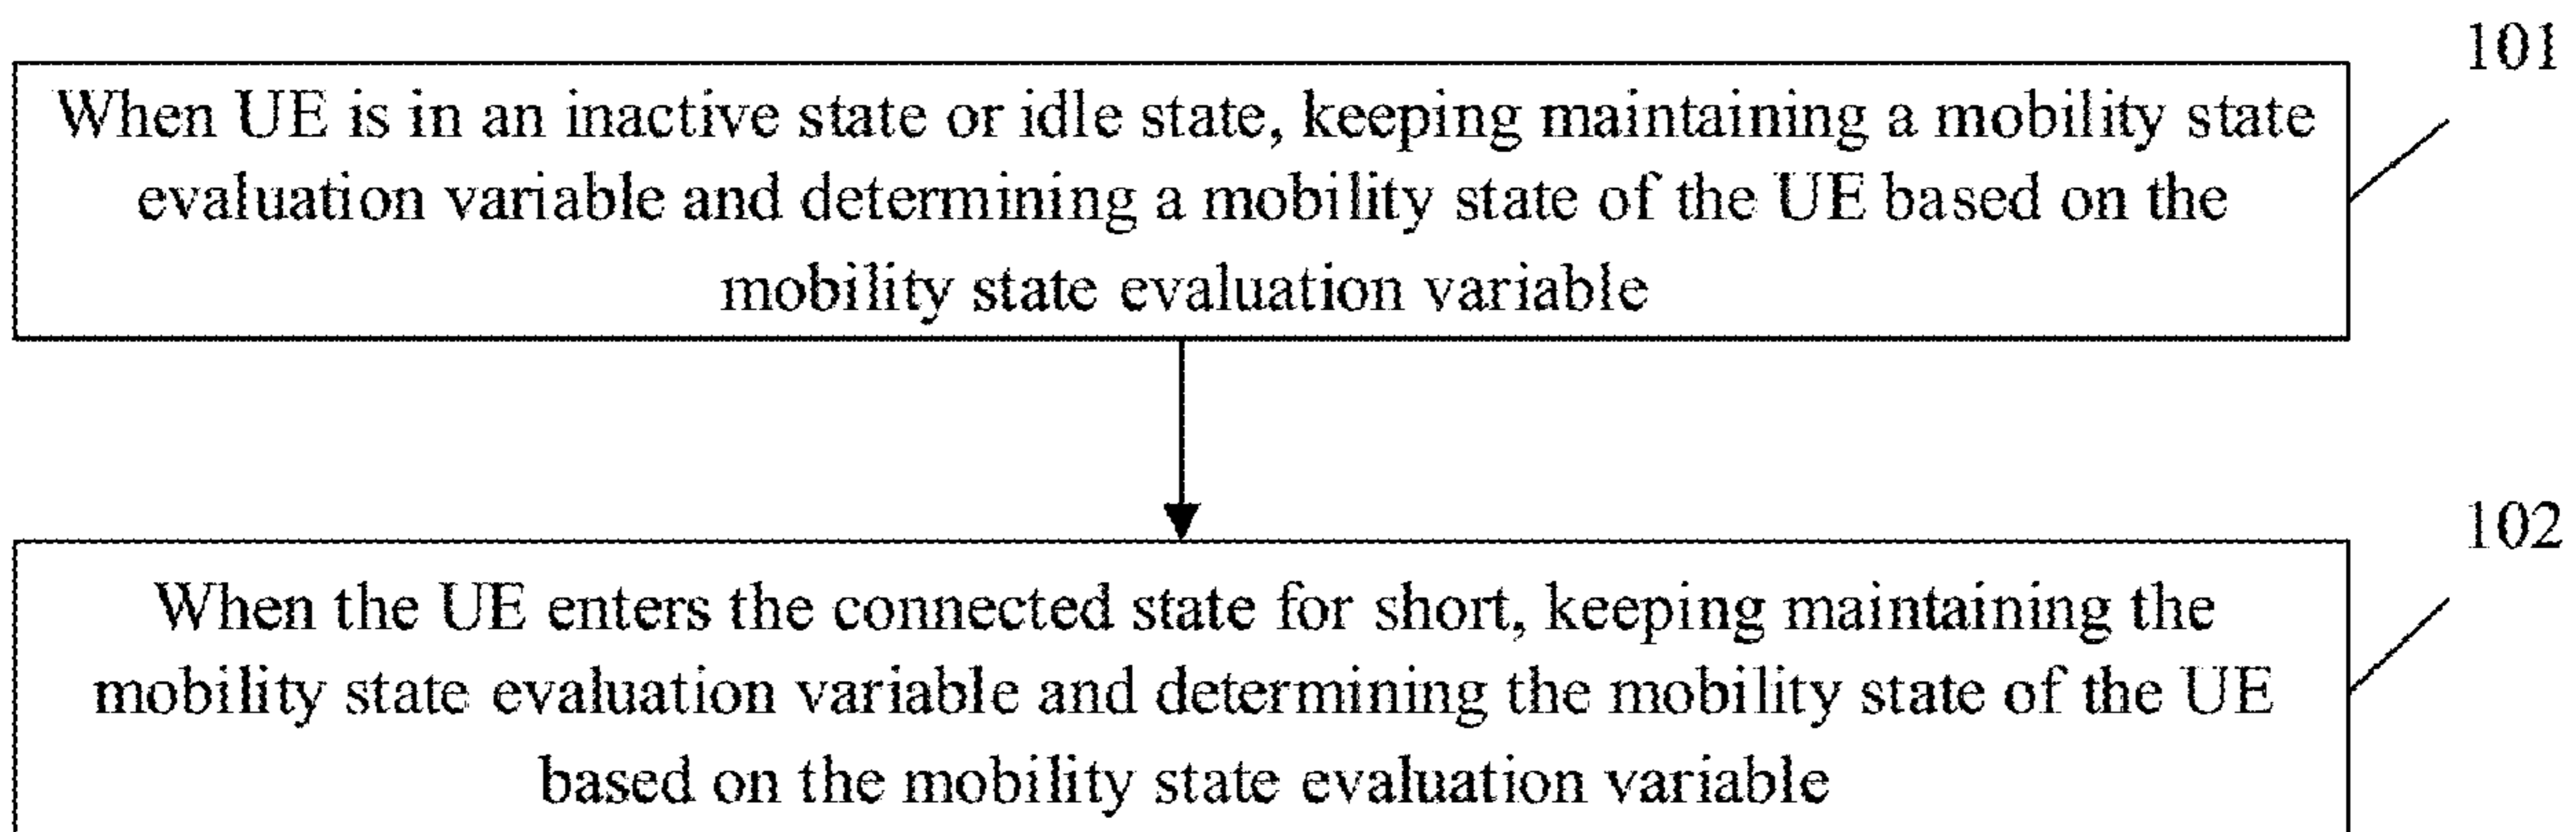 101
When UE is in an inactive state or idle state, keeping maintaining a mobility state
evaluation variable and determining a mobility state of the UE based on the
mobility state evaluation variable
102
When the UE enters the connected state for short, keeping maintaining the
mobility state evaluation variable and determining the mobility state of the UE
based on the mobility state evaluation variable